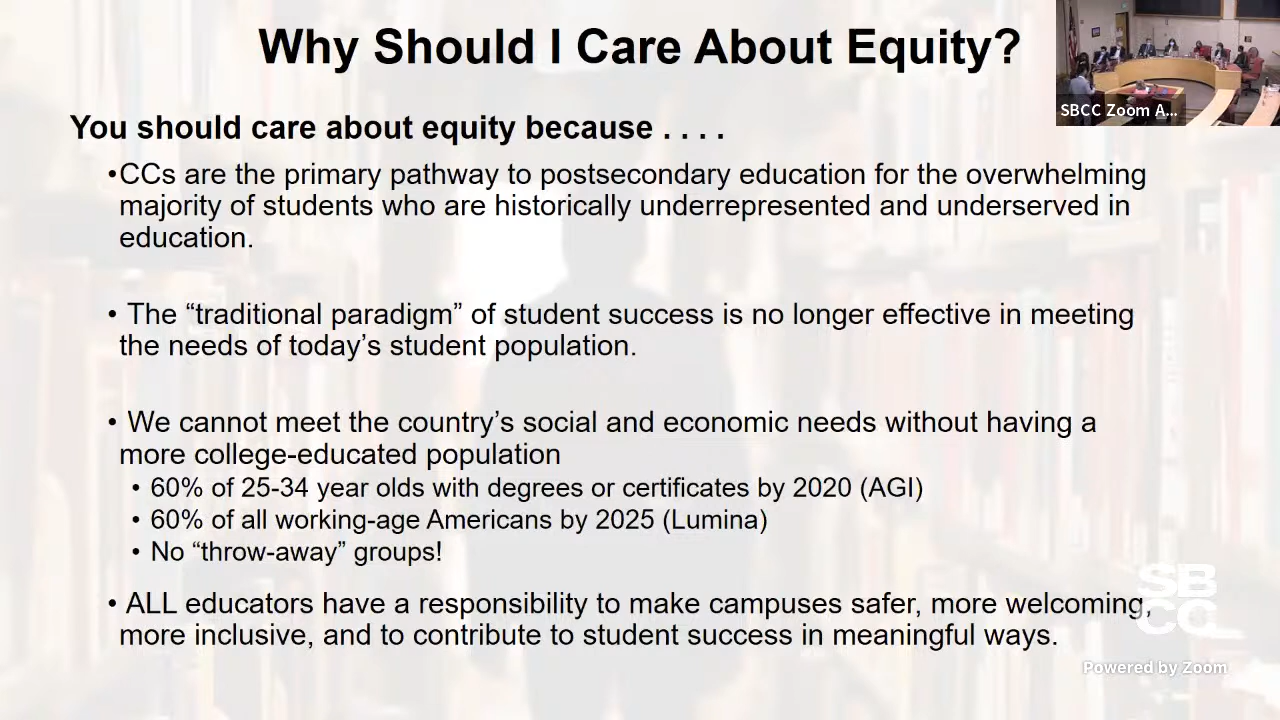 Why Should I Care About Equity?
SBCC Zoom A...
You should care about equity because . . . .
•CCs are the primary pathway to postsecondary education for the overwhelming
majority of students who are historically underrepresented and underserved in
education.
• The “traditional paradigm” of student success is no longer effective in meeting
the needs of today’s student population.
• We cannot meet the country’s social and economic needs without having a
more college-educated population
• 60% of 25-34 year olds with degrees or certificates by 2020 (AGI)
• 60% of all working-age Americans by 2025 (Lumina)
• No “throw-away” groups!
• ALL educators have a responsibility to make campuses safer, more welcoming,
more inclusive, and to contribute to student success in meaningful ways.
SB
CC
Powered by Zoom